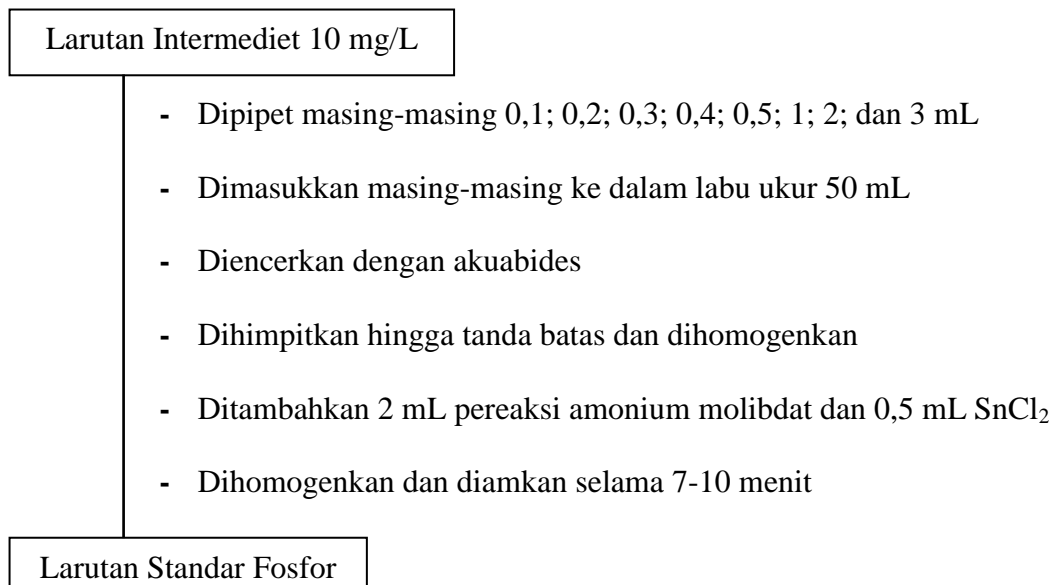 Larutan Intermediet 10 mg/L
- Dipipet masing-masing 0,1; 0,2; 0,3; 0,4; 0,5; 1; 2; dan 3 mL
- Dimasukkan masing-masing ke dalam labu ukur 50 mL
- Diencerkan dengan akuabides
- Dihimpitkan hingga tanda batas dan dihomogenkan
- Ditambahkan 2 mL pereaksi amonium molibdat dan 0,5 mL SnCl₂
- Dihomogenkan dan diamkan selama 7-10 menit
Larutan Standar Fosfor